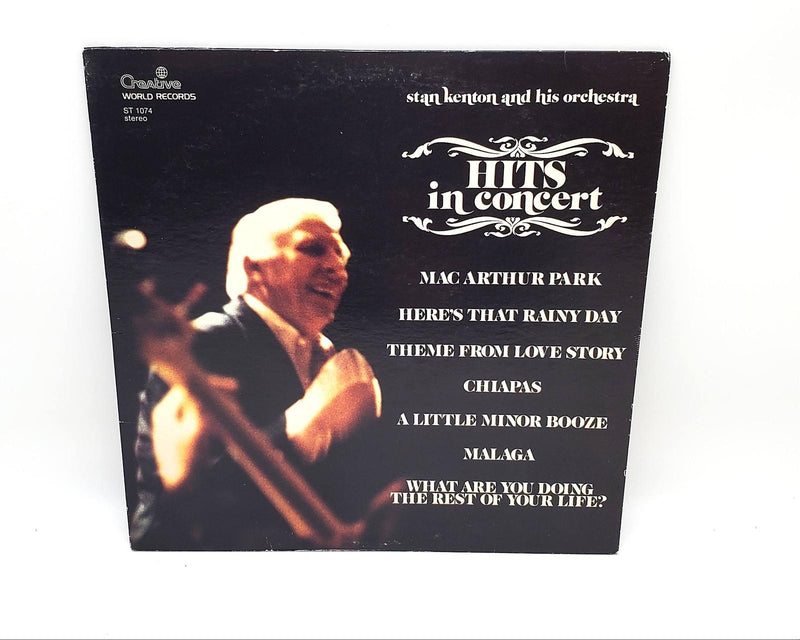 Creative
WORLD RECORDS
ST 1074
stereo
stan kenton and his orchestra
HITS
in concert
MAC ARTHUR PARK
HERE'S THAT RAINY DAY
THEME FROM LOVE STORY
CHIAPAS
A LITTLE MINOR BOOZE
MALAGA
WHAT ARE YOU DOING
THE REST OF YOUR LIFE?